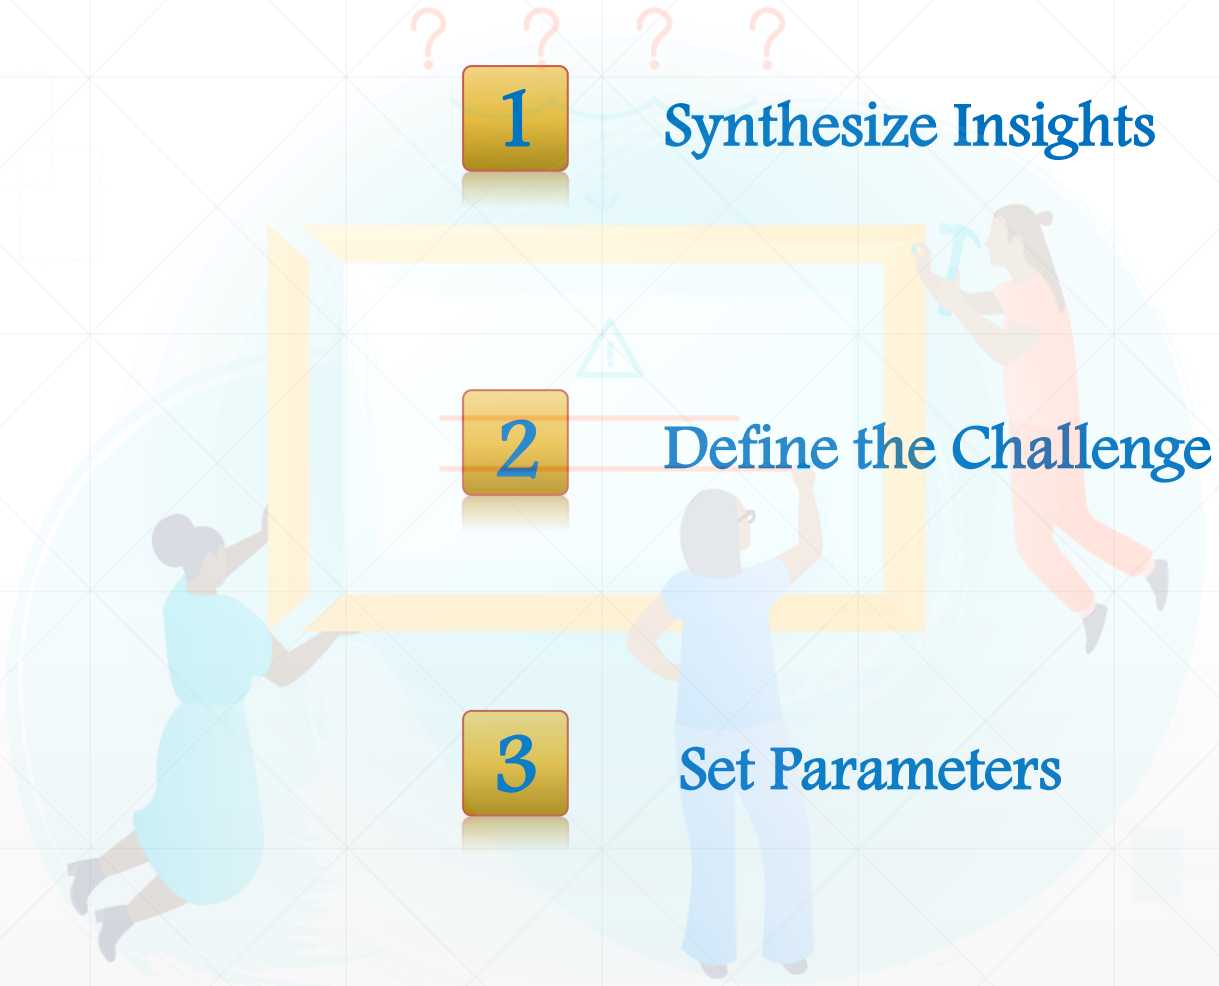 ? ? ? ?
1 Synthesize Insights
!
2 Define the Challenge
3 Set Parameters